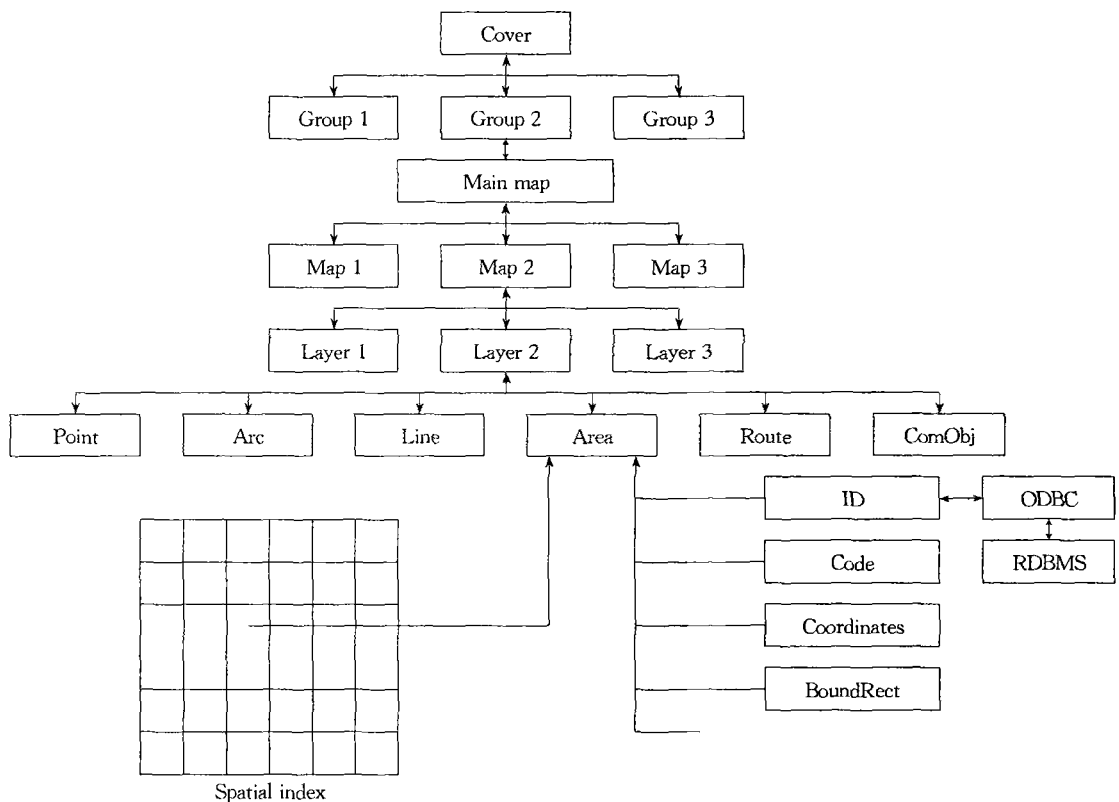 Cover
Group 1 Group 2 Group 3
Main map
Map 1 Map 2 Map 3
Layer 1 Layer 2 Layer 3
Point Arc Line Area Route ComObj
ID ODBC
Code RDBMS
Coordinates
BoundRect
Spatial index